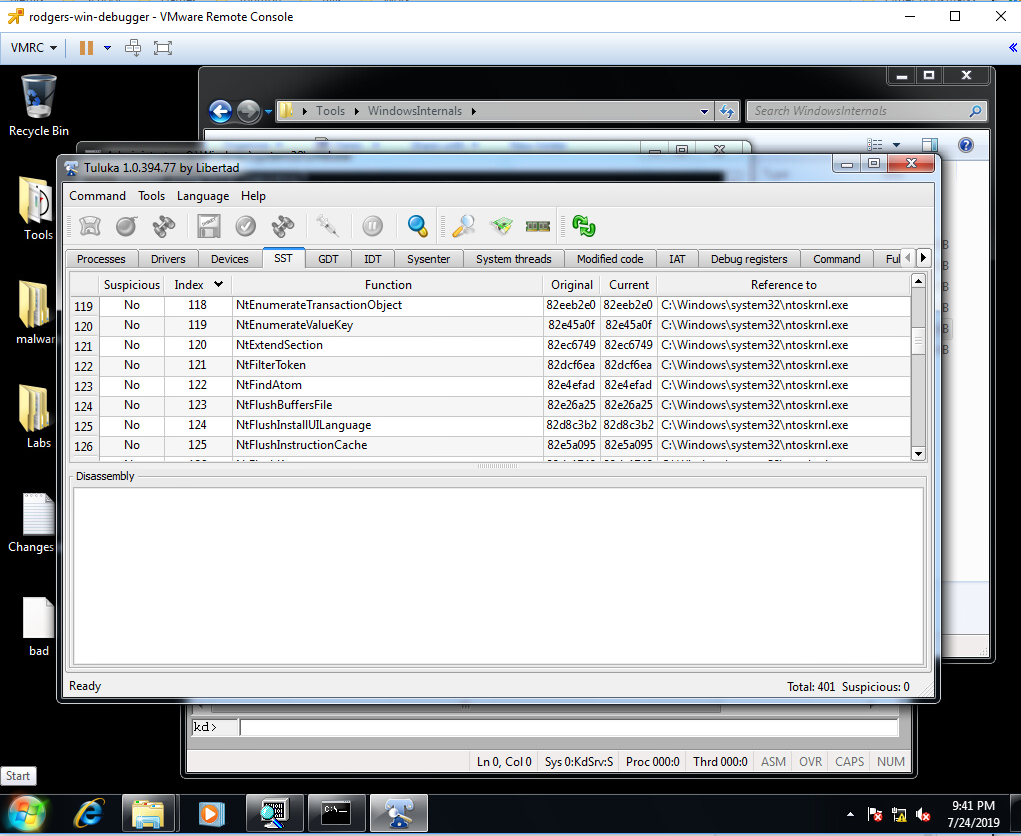 rodgers-win-debugger - VMware Remote Console
VMRC
Recycle Bin
Tools WindowsInternals
Search WindowsInternals
Tuluka 1.0.394.77 by Libertad
Command Tools Language Help
Processes Drivers Devices SST GDT IDT Sysenter System threads Modified code IAT Debug registers Command Ful
Suspicious Index Function Original Current Reference to
119 No 118 NtEnumerateTransactionObject 82eeb2e0 82eeb2e0 C:\Windows\system32\ntoskrnl.exe
120 No 119 NtEnumerateValueKey 82e45a0f 82e45a0f C:\Windows\system32\ntoskrnl.exe
121 No 120 NtExtendSection 82ec6749 82ec6749 C:\Windows\system32\ntoskrnl.exe
122 No 121 NtFilterToken 82dcf6ea 82dcf6ea C:\Windows\system32\ntoskrnl.exe
123 No 122 NtFindAtom 82e4efad 82e4efad C:\Windows\system32\ntoskrnl.exe
124 No 123 NtFlushBuffersFile 82e26a25 82e26a25 C:\Windows\system32\ntoskrnl.exe
125 No 124 NtFlushInstallUILanguage 82d8c3b2 82d8c3b2 C:\Windows\system32\ntoskrnl.exe
126 No 125 NtFlushInstructionCache 82e5a095 82e5a095 C:\Windows\system32\ntoskrnl.exe
Disassembly
Ready
Total: 401 Suspicious: 0
Tools
malwar
Labs
Changes
bad
kd>
Ln 0, Col 0 Sys 0:KdSrv:S Proc 000:0 Thrd 000:0 ASM OVR CAPS NUM
Start
C:\_
9:41 PM
7/24/2019